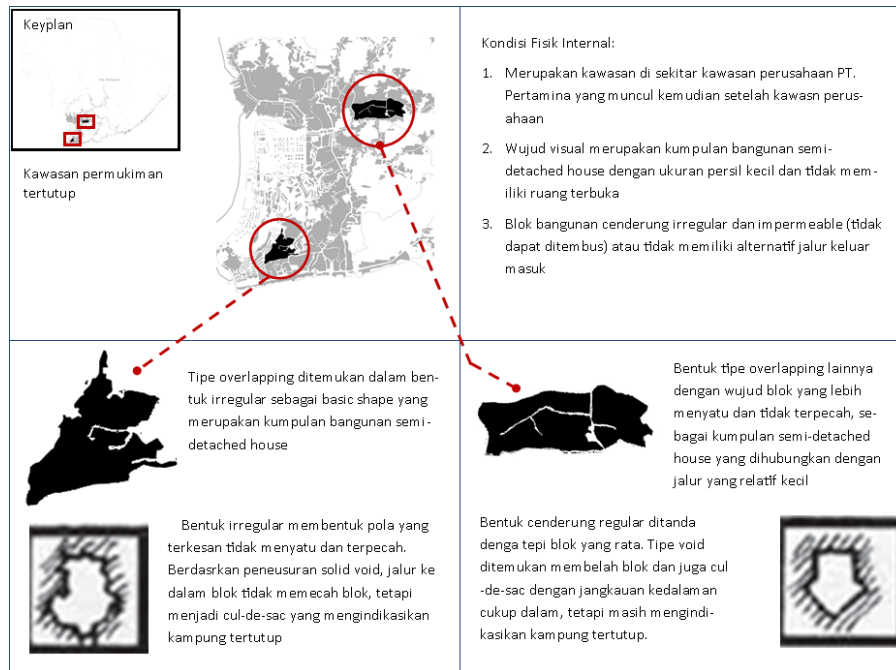 Keyplan
Kawasan permukiman
tertutup
Kondisi Fisik Internal:
1. Merupakan kawasan di sekitar kawasan perusahaan PT.
Pertamina yang muncul kemudian setelah kawasn perus-
ahaan
2. Wujud visual merupakan kumpulan bangunan semi-
detached house dengan ukuran persil kecil dan tidak mem-
iliki ruang terbuka
3. Blok bangunan cenderung irregular dan impermeable (tidak
dapat ditembus) atau tidak memiliki alternatif jalur keluar
masuk
Tipe overlapping ditemukan dalam ben-
tuk irregular sebagai basic shape yang
merupakan kumpulan bangunan semi-
detached house
Bentuk irregular membentuk pola yang
terkesan tidak menyatu dan terpecah.
Berdasrkan peneusuran solid void, jalur ke
dalam blok tidak memecah blok, tetapi
menjadi cul-de-sac yang mengindikasikan
kampung tertutup
Bentuk tipe overlapping lainnya
dengan wujud blok yang lebih
menyatu dan tidak terpecah, se-
bagai kumpulan semi-detached
house yang dihubungkan dengan
jalur yang relatif kecil
Bentuk cenderung regular ditanda
denga tepi blok yang rata. Tipe void
ditemukan membelah blok dan juga cul
-de-sac dengan jangkauan kedalaman
cukup dalam, tetapi masih mengindi-
kasikan kampung tertutup.